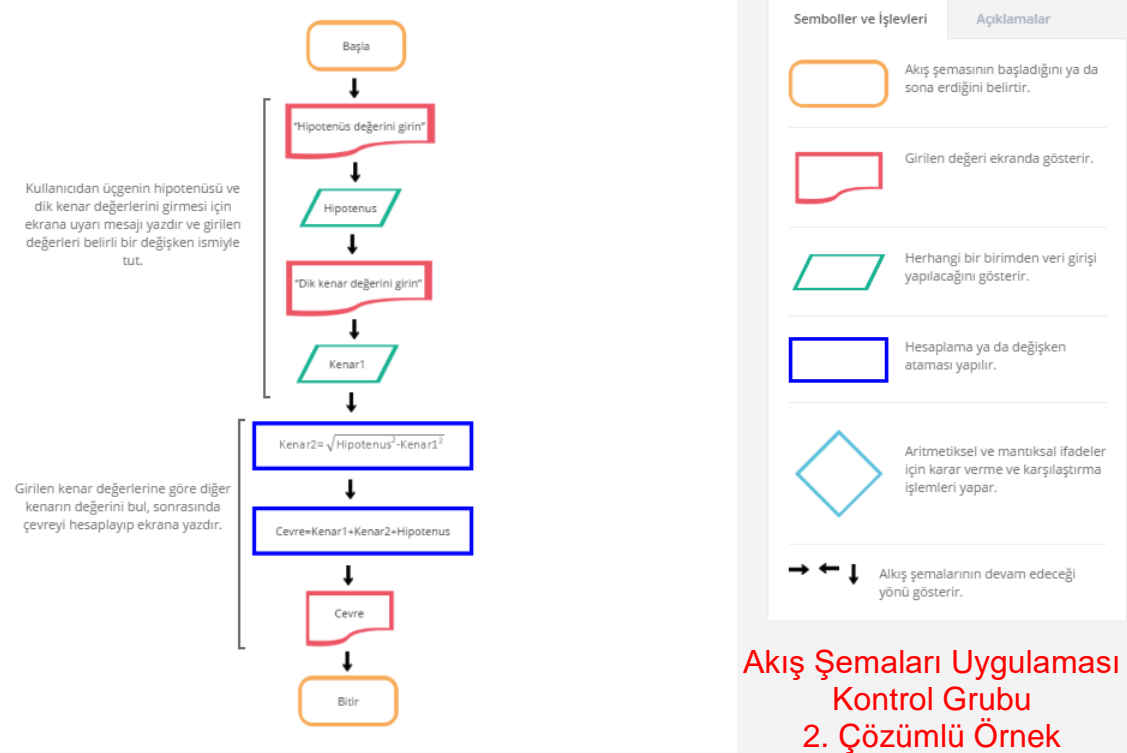 Başla
"Hipotenüs değerini girin"
Kullanıcıdan üçgenin hipotenüsü ve
dik kenar değerlerini girmesi için
ekrana uyarı mesajı yazdır ve girilen
değerleri belirli bir değişken ismiyle
tut.
Hipotenus
"Dik kenar değerini girin"
Kenar1
Kenar2= √Hipotenus²-Kenar1²
Girilen kenar değerlerine göre diğer
kenarın değerini bul, sonrasında
çevreyi hesaplayıp ekrana yazdır.
Cevre=Kenar1+Kenar2+Hipotenus
Cevre
Bitir
Semboller ve İşlevleri
Açıklamalar
Akış şemasının başladığını ya da
sona erdiğini belirtir.
Girilen değeri ekranda gösterir.
Herhangi bir birimden veri girişi
yapılacağını gösterir.
Hesaplama ya da değişken
ataması yapılır.
Aritmetiksel ve mantıksal ifadeler
için karar verme ve karşılaştırma
işlemleri yapar.
Alkış şemalarının devam edeceği
yönü gösterir.
Akış Şemaları Uygulaması
Kontrol Grubu
2. Çözümlü Örnek